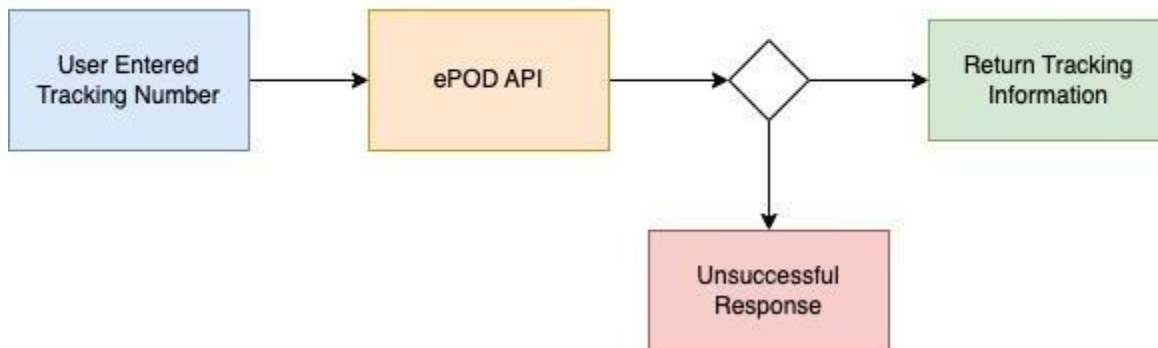 User Entered
Tracking Number
ePOD API
Return Tracking
Information
Unsuccessful
Response